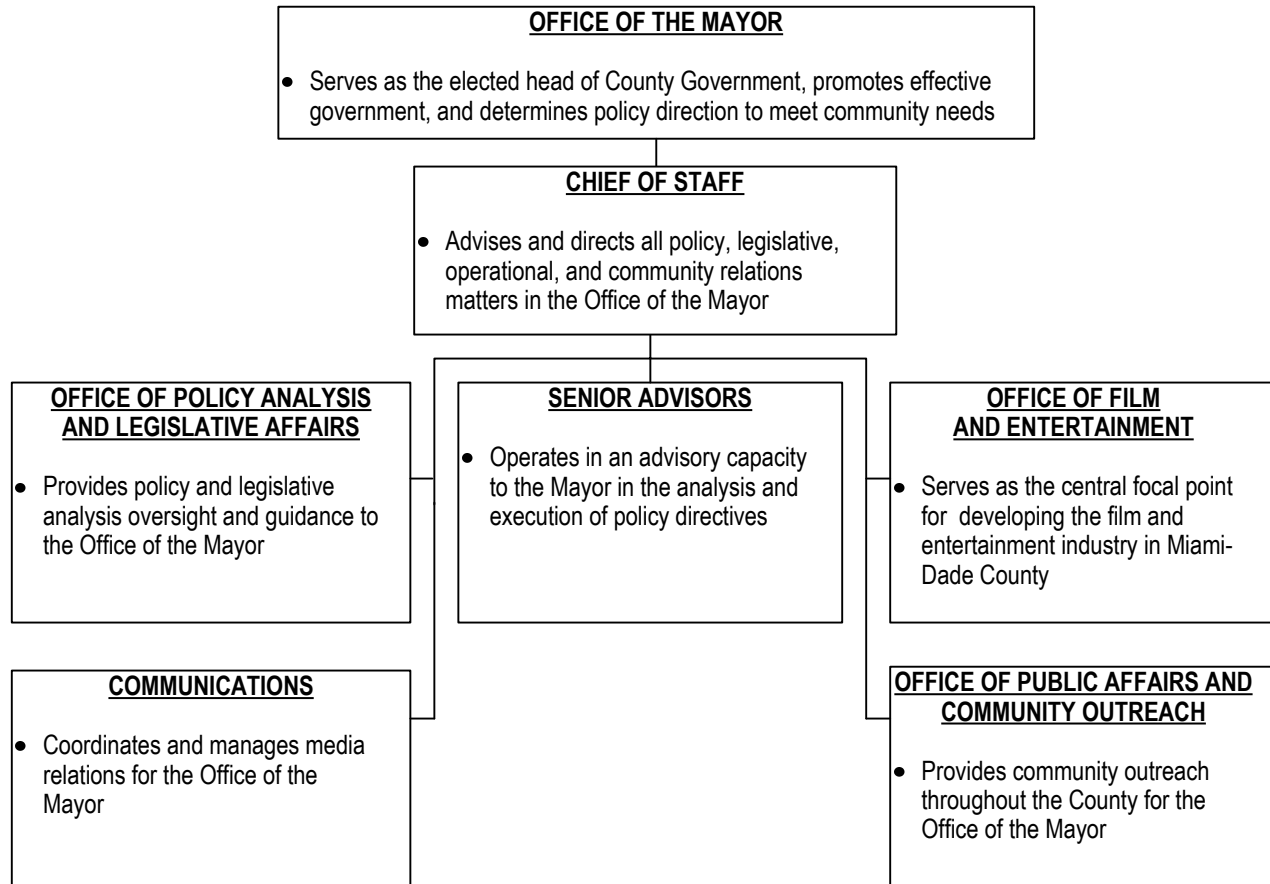 OFFICE OF THE MAYOR
• Serves as the elected head of County Government, promotes effective
government, and determines policy direction to meet community needs
CHIEF OF STAFF
• Advises and directs all policy, legislative,
operational, and community relations
matters in the Office of the Mayor
OFFICE OF POLICY ANALYSIS
AND LEGISLATIVE AFFAIRS
• Provides policy and legislative
analysis oversight and guidance to
the Office of the Mayor
SENIOR ADVISORS
• Operates in an advisory capacity
to the Mayor in the analysis and
execution of policy directives
OFFICE OF FILM
AND ENTERTAINMENT
• Serves as the central focal point
for developing the film and
entertainment industry in Miami-
Dade County
COMMUNICATIONS
• Coordinates and manages media
relations for the Office of the
Mayor
OFFICE OF PUBLIC AFFAIRS AND
COMMUNITY OUTREACH
• Provides community outreach
throughout the County for the
Office of the Mayor